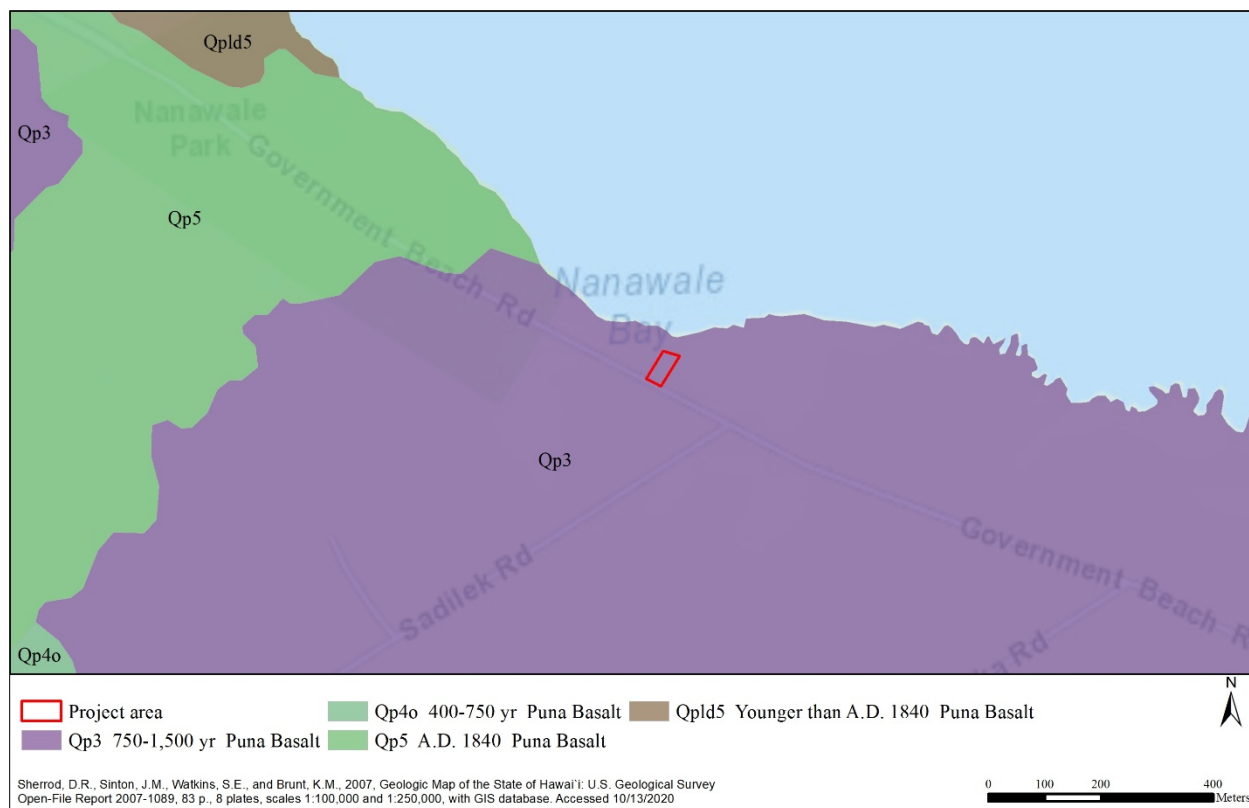 Qpld5
Nanawale
Park
Qp3
Government Beach Rd
Qp5
Nanawale
Bay
Qp3
Sadilek Rd
Government Beach R
ka Rd
Qp4o
N
Project area
Qp4o 400-750 yr Puna Basalt
Qpld5 Younger than A.D. 1840 Puna Basalt
Qp3 750-1,500 yr Puna Basalt
Qp5 A.D. 1840 Puna Basalt
Sherrod, D.R., Sinton, J.M., Watkins, S.E., and Brunt, K.M., 2007, Geologic Map of the State of Hawai`i: U.S. Geological Survey
Open-File Report 2007-1089, 83 p., 8 plates, scales 1:100,000 and 1:250,000, with GIS database. Accessed 10/13/2020
0 100 200 400
Meters